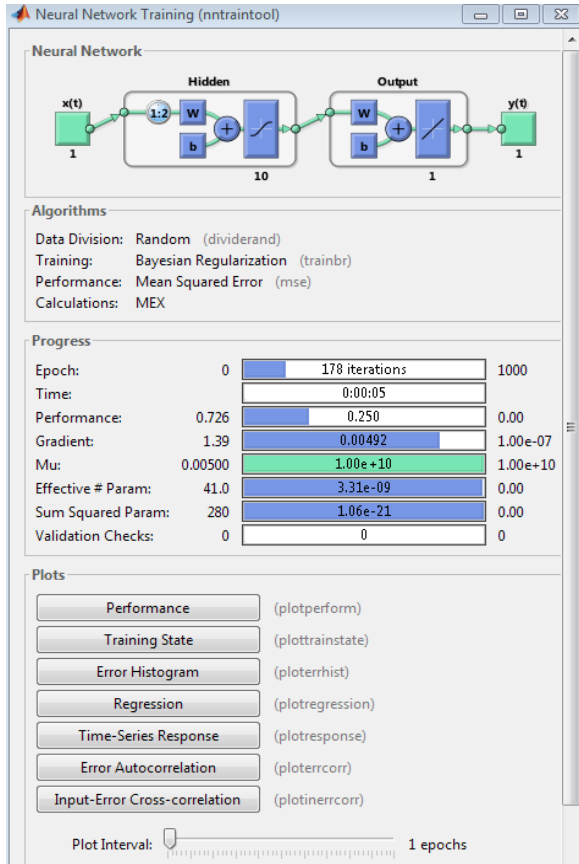 Neural Network Training (nntraintool)
Neural Network
Hidden
Output
x(t)
1:2
W
b
+
W
b
+
y(t)
1
10
1
1
Algorithms
Data Division: Random (dividerand)
Training: Bayesian Regularization (trainbr)
Performance: Mean Squared Error (mse)
Calculations: MEX
Progress
Epoch: 0 178 iterations 1000
Time: 0:00:05
Performance: 0.726 0.250 0.00
Gradient: 1.39 0.00492 1.00e-07
Mu: 0.00500 1.00e+10 1.00e+10
Effective # Param: 41.0 3.31e-09 0.00
Sum Squared Param: 280 1.06e-21 0.00
Validation Checks: 0 0 0
Plots
Performance (plotperform)
Training State (plottrainstate)
Error Histogram (ploterrhist)
Regression (plotregression)
Time-Series Response (plotresponse)
Error Autocorrelation (ploterrcorr)
Input-Error Cross-correlation (plotinerrcorr)
Plot Interval: 1 epochs